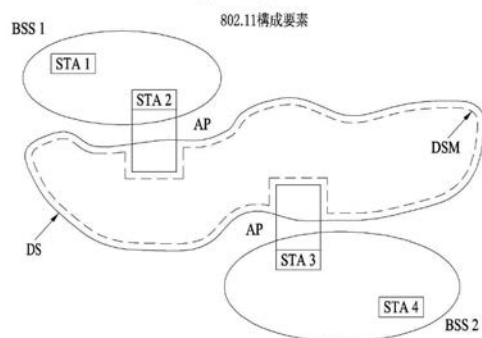 802.11構成要素
BSS 1
STA 1
STA 2
AP
DSM
DS
AP
STA 3
STA 4
BSS 2